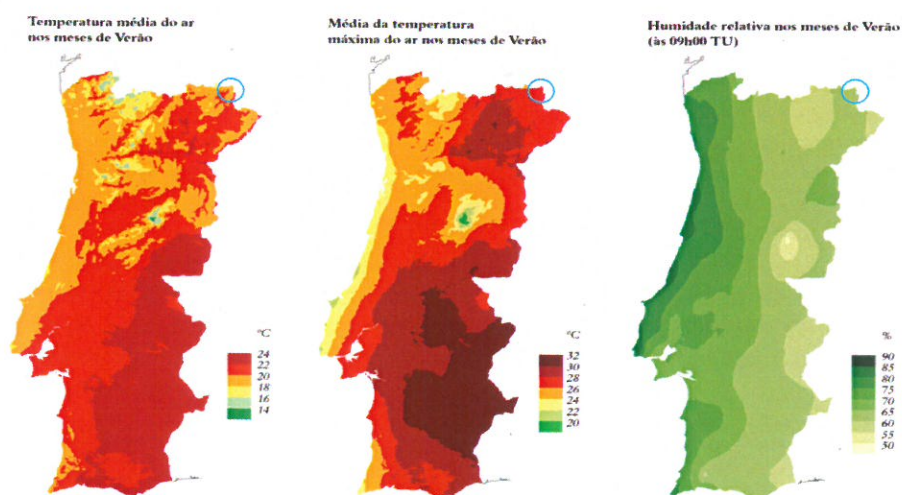 Temperatura média do ar
nos meses de Verão
Média da temperatura
máxima do ar nos meses de Verão
Humidade relativa nos meses de Verão
(às 09h00 TU)
°C
24
22
20
18
16
14
°C
32
30
28
26
24
22
20
%
90
85
80
75
70
65
60
55
50